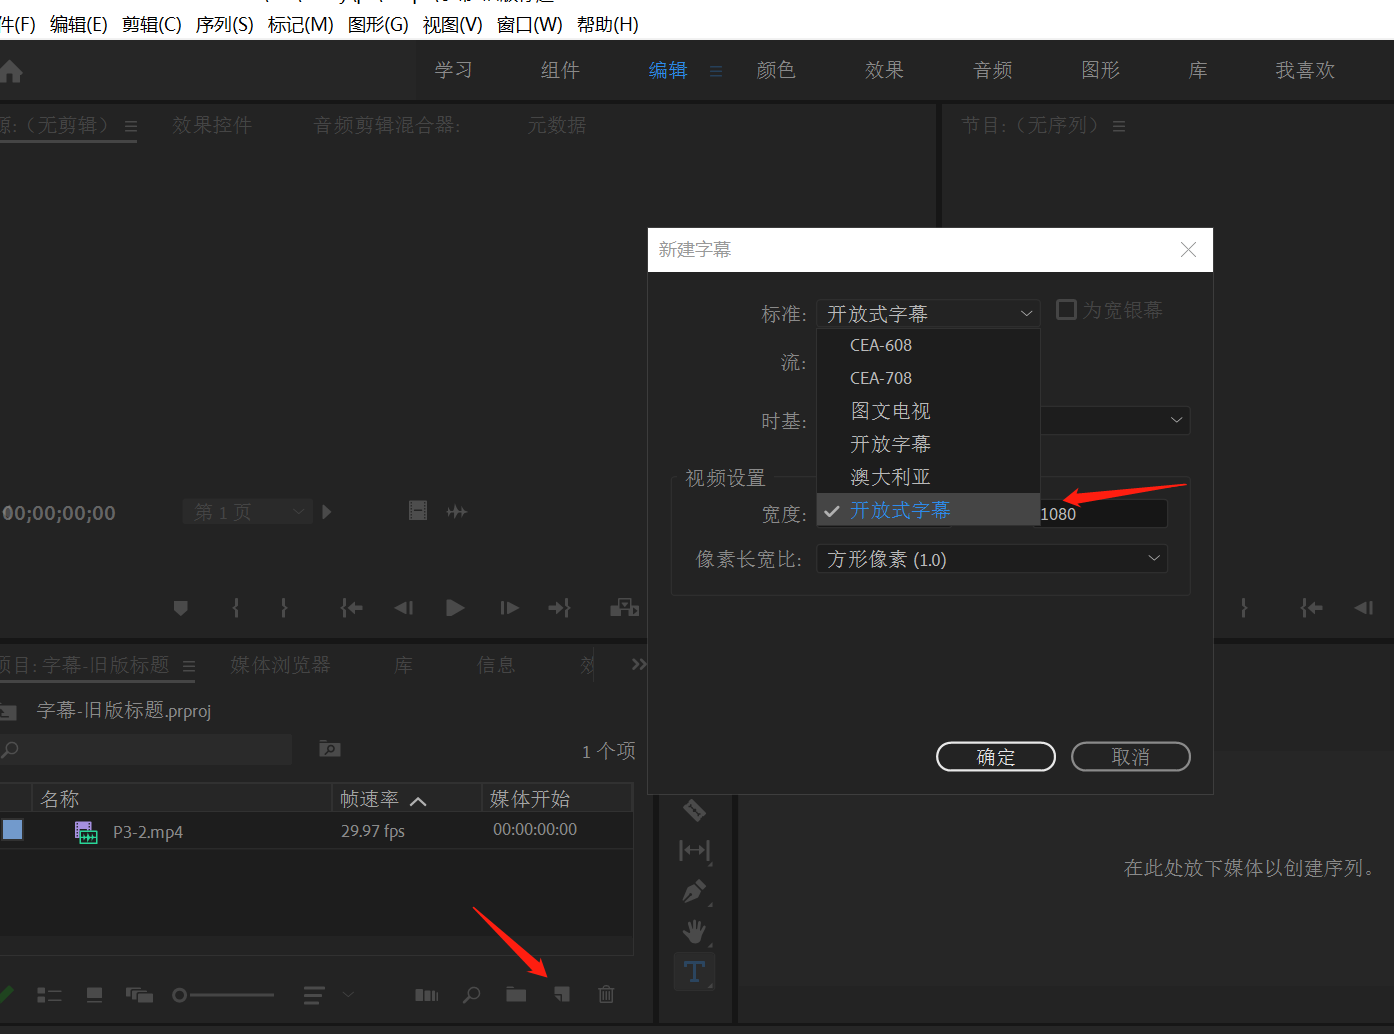 件(F) 编辑(E) 剪辑(C) 序列(S) 标记(M) 图形(G) 视图(V) 窗口(W) 帮助(H)
学习 组件 编辑 颜色 效果 音频 图形 库 我喜欢
源:（无剪辑） 效果控件 音频剪辑混合器: 元数据 节目:（无序列）
新建字幕
标准: 开放式字幕 为宽银幕
CEA-608
流:
CEA-708
图文电视
时基:
开放字幕
视频设置 澳大利亚
宽度: 开放式字幕 1080
像素长宽比: 方形像素 (1.0)
00;00;00;00 第 1 页
确定 取消
项目: 字幕-旧版标题 媒体浏览器 库 信息 效
字幕-旧版标题.prproj
1 个项
名称 帧速率 媒体开始
P3-2.mp4 29.97 fps 00:00:00:00
在此处放下媒体以创建序列。
T